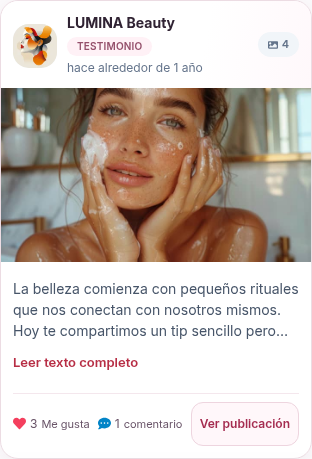 LUMINA Beauty
TESTIMONIO
4
hace alrededor de 1 año
La belleza comienza con pequeños rituales
que nos conectan con nosotros mismos.
Hoy te compartimos un tip sencillo pero...
Leer texto completo
3 Me gusta 1 comentario Ver publicación